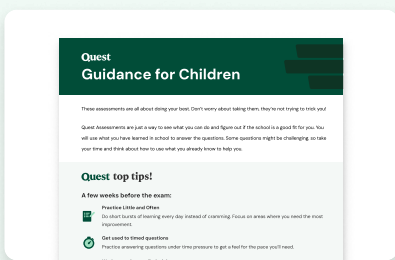 Quest
Guidance for Children
These assessments are all about doing your best. Don't worry about taking them, they're not trying to trick you!
Quest Assessments are just a way to see what you can do and figure out if the school is a good fit for you. You
will use what you have learned in school to answer the questions. Some questions might be challenging, so take
your time and think about how to use what you already know to help you.
Quest top tips!
A few weeks before the exam:
Practice Little and Often
Do short bursts of learning every day instead of cramming. Focus on areas where you need the most
improvement.
Get used to timed questions
Practice answering questions under time pressure to get a feel for the pace you'll need.